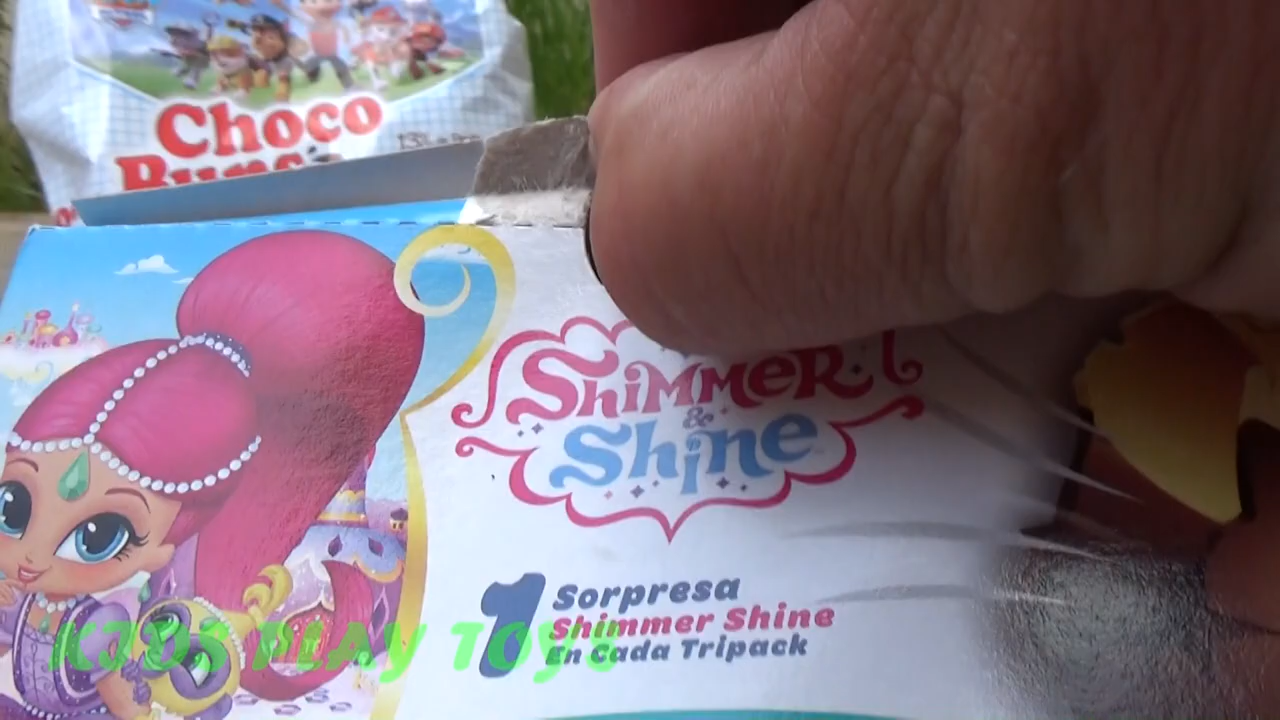 Choco
SHIMMER
&
Shine
1 Sorpresa
Shimmer Shine
En Cada Tripack
KIDS PLAY TOYS